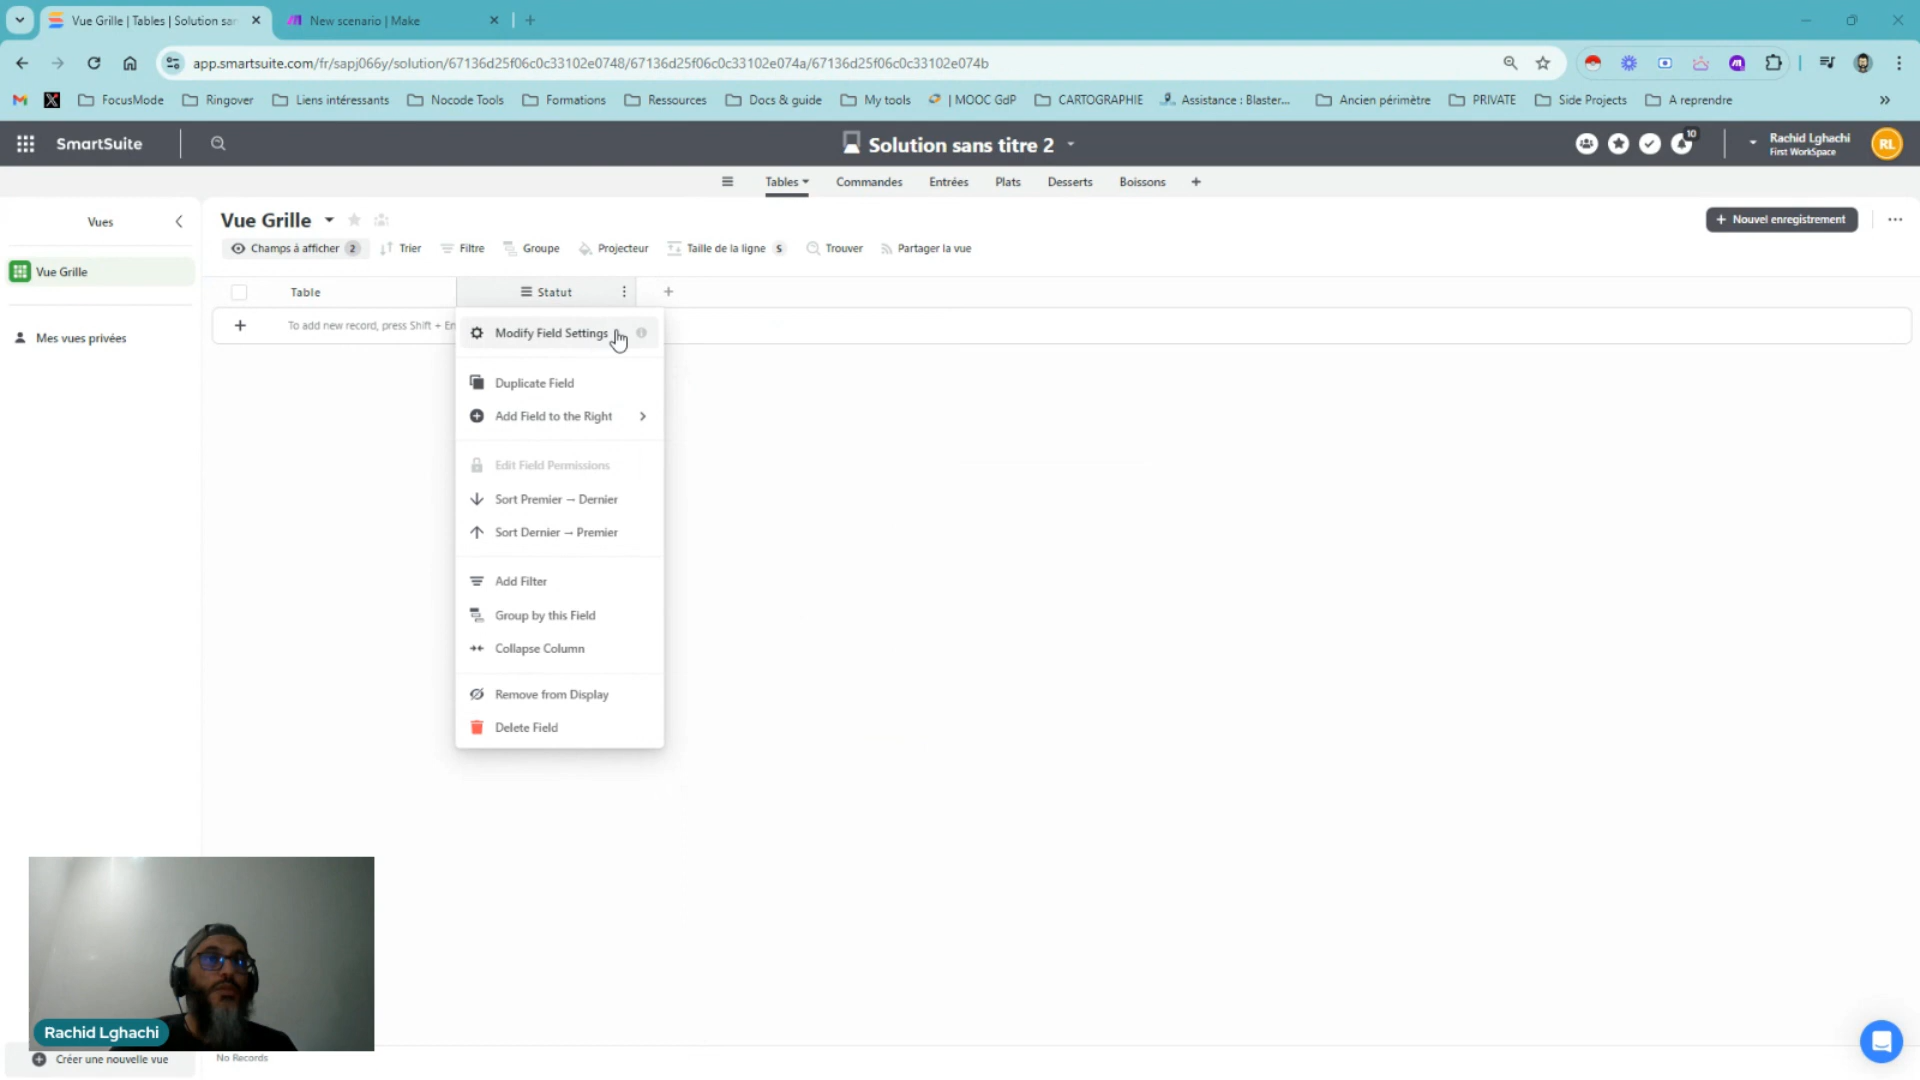 Vue Grille | Tables | Solution san
New scenario | Make
app.smartsuite.com/fr/sapj066y/solution/67136d25f06c0c33102e0748/67136d25f06c0c33102e074a/67136d25f06c0c33102e074b
FocusMode
Ringover
Liens intéressants
Nocode Tools
Formations
Ressources
Docs & guide
My tools
| MOOC GdP
CARTOGRAPHIE
Assistance : Blaster...
Ancien périmètre
PRIVATE
Side Projects
A reprendre
»
SmartSuite
Solution sans titre 2
10
Rachid Lghachi
First WorkSpace
RL
Tables
Commandes
Entrées
Plats
Desserts
Boissons
Vues
Vue Grille
Nouvel enregistrement
Champs à afficher 2
Trier
Filtre
Groupe
Projecteur
Taille de la ligne S
Trouver
Partager la vue
Vue Grille
Mes vues privées
Table
Statut
To add new record, press Shift + En
Modify Field Settings
Duplicate Field
Add Field to the Right
Edit Field Permissions
Sort Premier → Dernier
Sort Dernier → Premier
Add Filter
Group by this Field
Collapse Column
Remove from Display
Delete Field
Rachid Lghachi
Créer une nouvelle vue
No Records